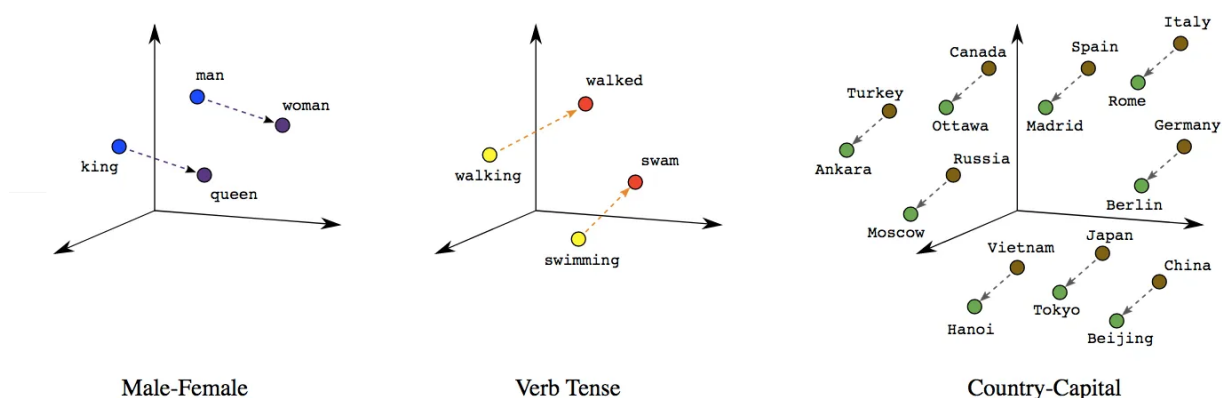 man
woman
king
queen
Male-Female
walked
walking
swam
swimming
Verb Tense
Italy
Canada
Spain
Turkey
Rome
Ottawa
Madrid
Germany
Ankara
Russia
Berlin
Moscow
Japan
Vietnam
China
Tokyo
Hanoi
Beijing
Country-Capital